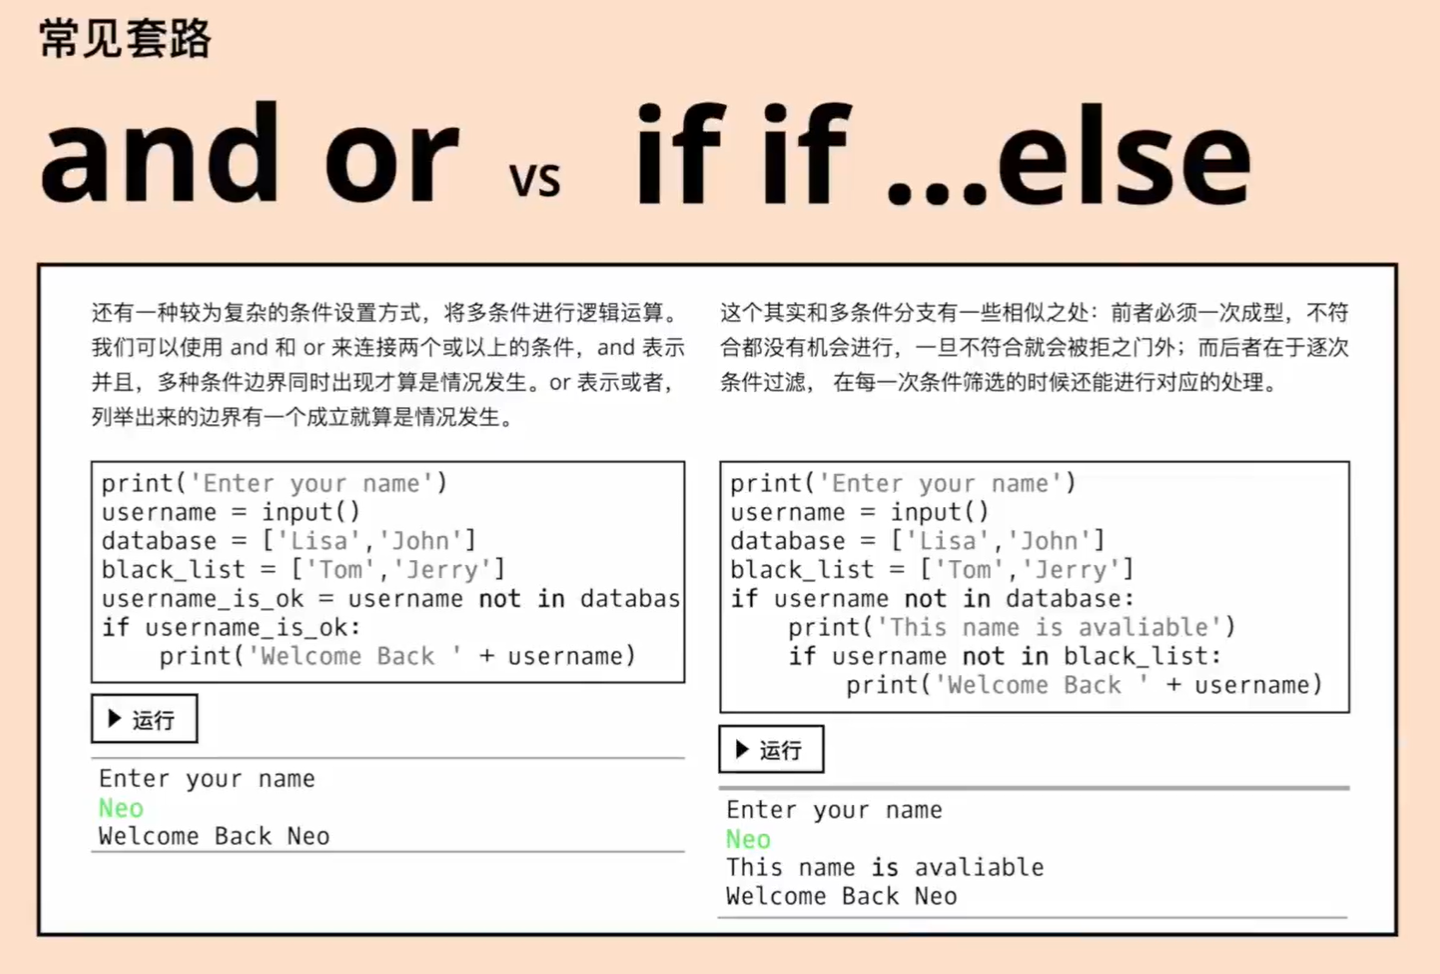 常见套路
and or vs if if ...else
还有一种较为复杂的条件设置方式，将多条件进行逻辑运算。
我们可以使用 and 和 or 来连接两个或以上的条件，and 表示
并且，多种条件边界同时出现才算是情况发生。or 表示或者，
列举出来的边界有一个成立就算是情况发生。
print('Enter your name')
username = input()
database = ['Lisa','John']
black_list = ['Tom','Jerry']
username_is_ok = username not in databas
if username_is_ok:
    print('Welcome Back ' + username)
▶ 运行
Enter your name
Neo
Welcome Back Neo
这个其实和多条件分支有一些相似之处：前者必须一次成型，不符
合都没有机会进行，一旦不符合就会被拒之门外；而后者在于逐次
条件过滤， 在每一次条件筛选的时候还能进行对应的处理。
print('Enter your name')
username = input()
database = ['Lisa','John']
black_list = ['Tom','Jerry']
if username not in database:
    print('This name is avaliable')
    if username not in black_list:
        print('Welcome Back ' + username)
▶ 运行
Enter your name
Neo
This name is avaliable
Welcome Back Neo